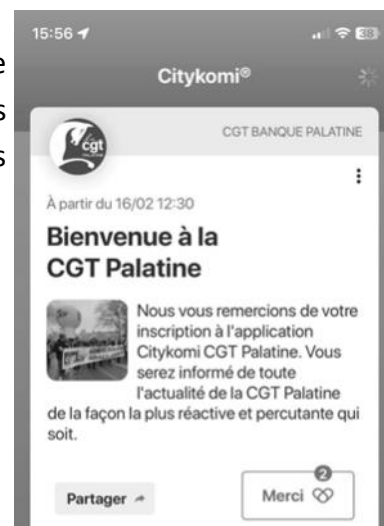 e
s
s
15:56
38
Citykomi®
cgt
CGT BANQUE PALATINE
À partir du 16/02 12:30
Bienvenue à la
CGT Palatine
Nous vous remercions de votre
inscription à l'application
Citykomi CGT Palatine. Vous
serez informé de toute
l'actualité de la CGT Palatine
de la façon la plus réactive et percutante qui
soit.
2
Partager
Merci